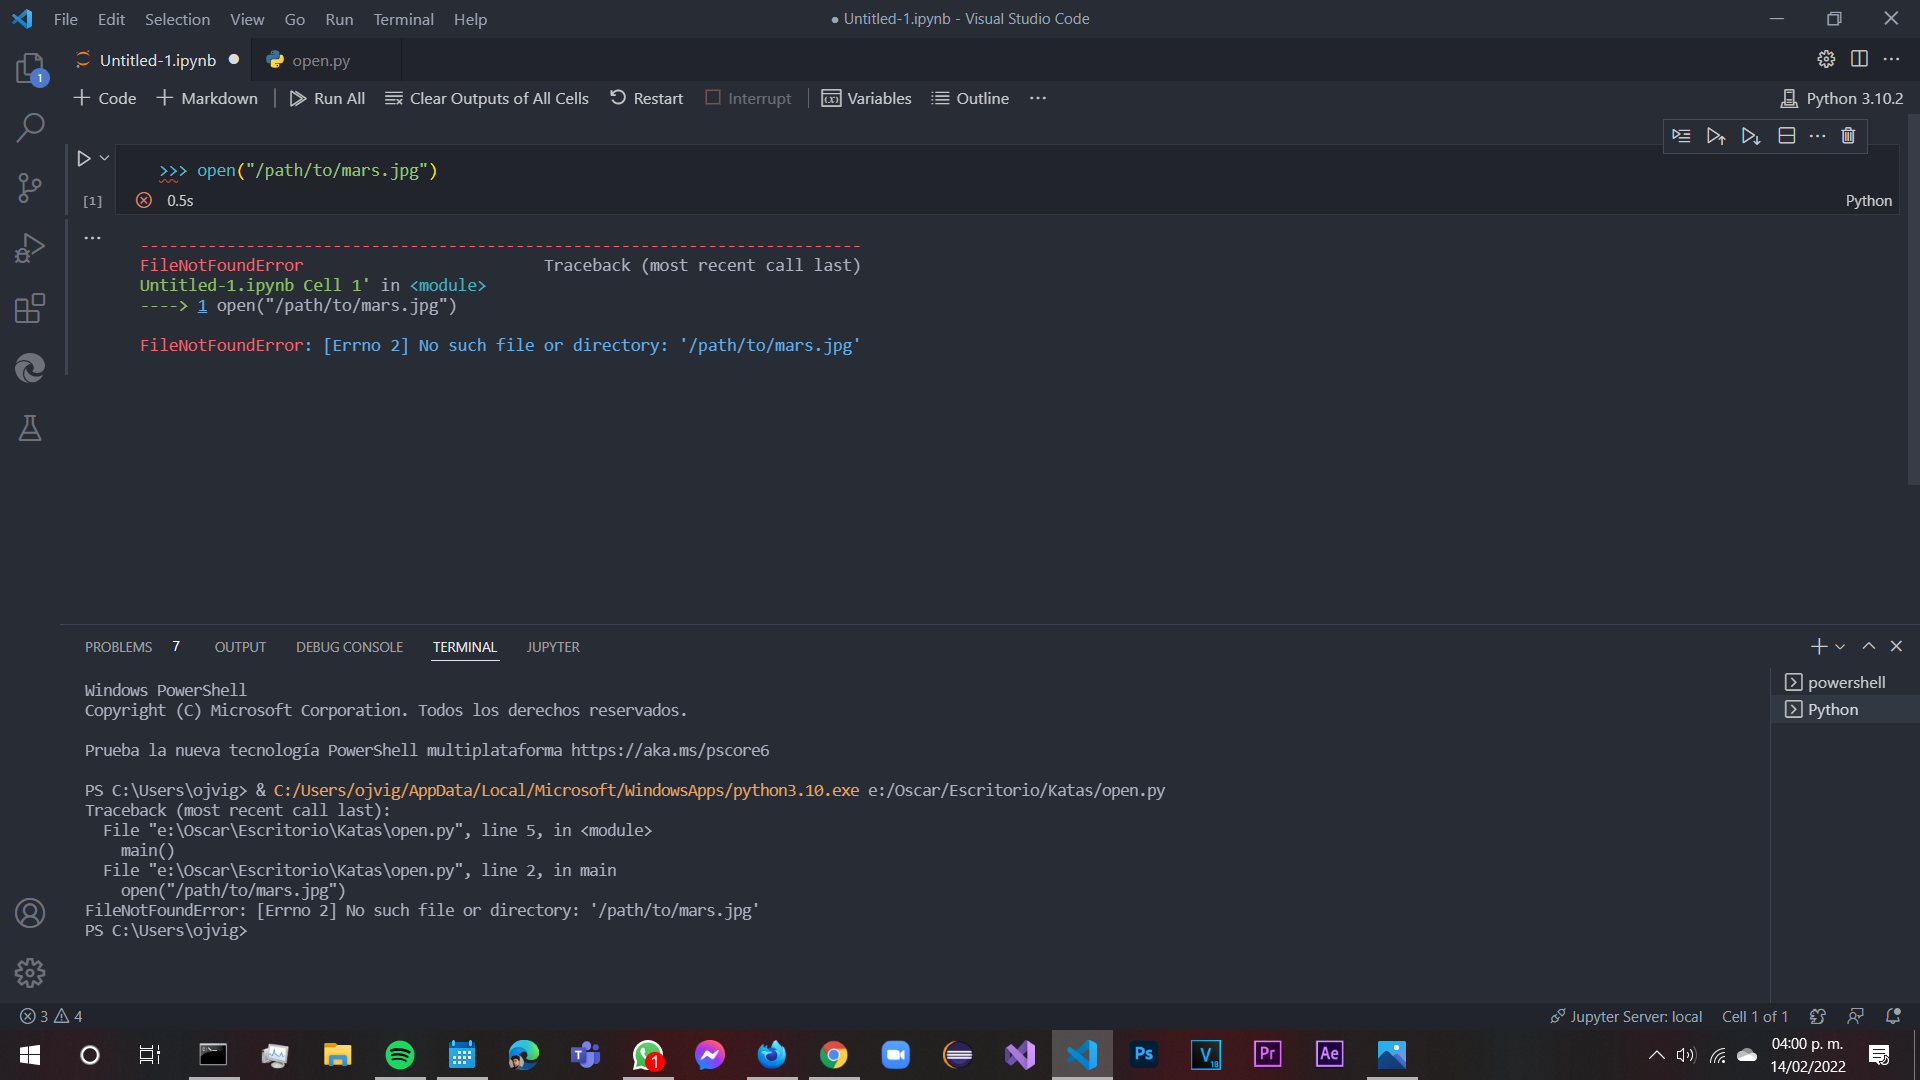 File Edit Selection View Go Run Terminal Help
● Untitled-1.ipynb - Visual Studio Code
Untitled-1.ipynb
open.py
1
Code
Markdown
Run All
Clear Outputs of All Cells
Restart
Interrupt
Variables
Outline
Python 3.10.2
>>> open("/path/to/mars.jpg")
[1]
0.5s
Python
---------------------------------------------------------------------------
FileNotFoundError                         Traceback (most recent call last)
Untitled-1.ipynb Cell 1' in <module>
----> 1 open("/path/to/mars.jpg")
FileNotFoundError: [Errno 2] No such file or directory: '/path/to/mars.jpg'
PROBLEMS 7 OUTPUT DEBUG CONSOLE TERMINAL JUPYTER
powershell
Python
Windows PowerShell
Copyright (C) Microsoft Corporation. Todos los derechos reservados.
Prueba la nueva tecnología PowerShell multiplataforma https://aka.ms/pscore6
PS C:\Users\ojvig> & C:/Users/ojvig/AppData/Local/Microsoft/WindowsApps/python3.10.exe e:/Oscar/Escritorio/Katas/open.py
Traceback (most recent call last):
  File "e:\Oscar\Escritorio\Katas\open.py", line 5, in <module>
    main()
  File "e:\Oscar\Escritorio\Katas\open.py", line 2, in main
    open("/path/to/mars.jpg")
FileNotFoundError: [Errno 2] No such file or directory: '/path/to/mars.jpg'
PS C:\Users\ojvig>
3 4
Jupyter Server: local
Cell 1 of 1
1
Ps
V 18
Pr
Ae
04:00 p. m.
14/02/2022